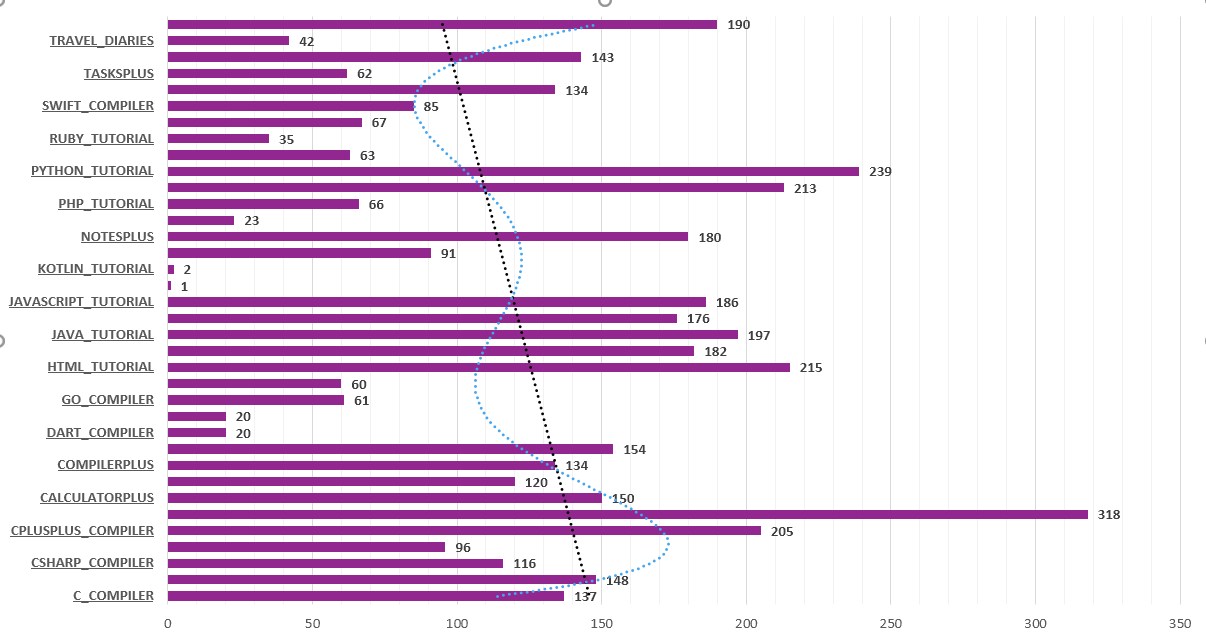 190
TRAVEL_DIARIES 42
143
TASKSPLUS 62
134
SWIFT_COMPILER 85
67
RUBY_TUTORIAL 35
63
PYTHON_TUTORIAL 239
213
PHP_TUTORIAL 66
23
NOTESPLUS 180
91
KOTLIN_TUTORIAL 2
1
JAVASCRIPT_TUTORIAL 186
176
JAVA_TUTORIAL 197
182
HTML_TUTORIAL 215
60
GO_COMPILER 61
20
DART_COMPILER 20
154
COMPILERPLUS 134
120
CALCULATORPLUS 150
318
CPLUSPLUS_COMPILER 205
96
CSHARP_COMPILER 116
148
C_COMPILER 137
0 50 100 150 200 250 300 350